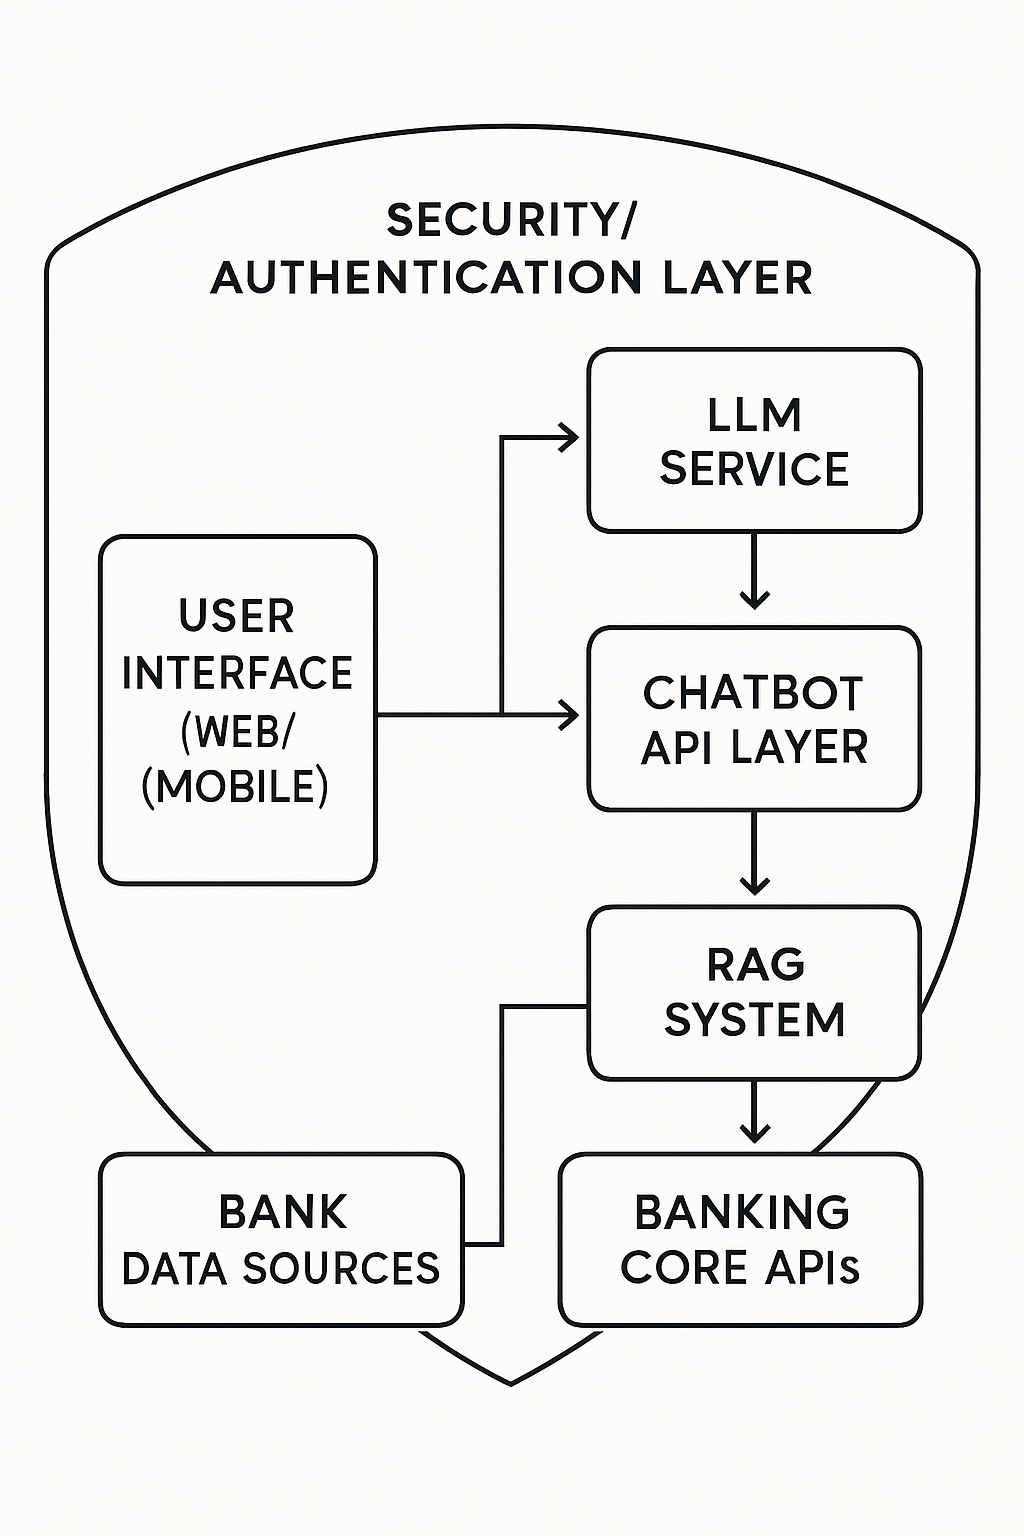 SECURITY/
AUTHENTICATION LAYER
LLM
SERVICE
USER
INTERFACE
(WEB/
(MOBILE)
CHATBOT
API LAYER
RAG
SYSTEM
BANK
DATA SOURCES
BANKING
CORE APIs